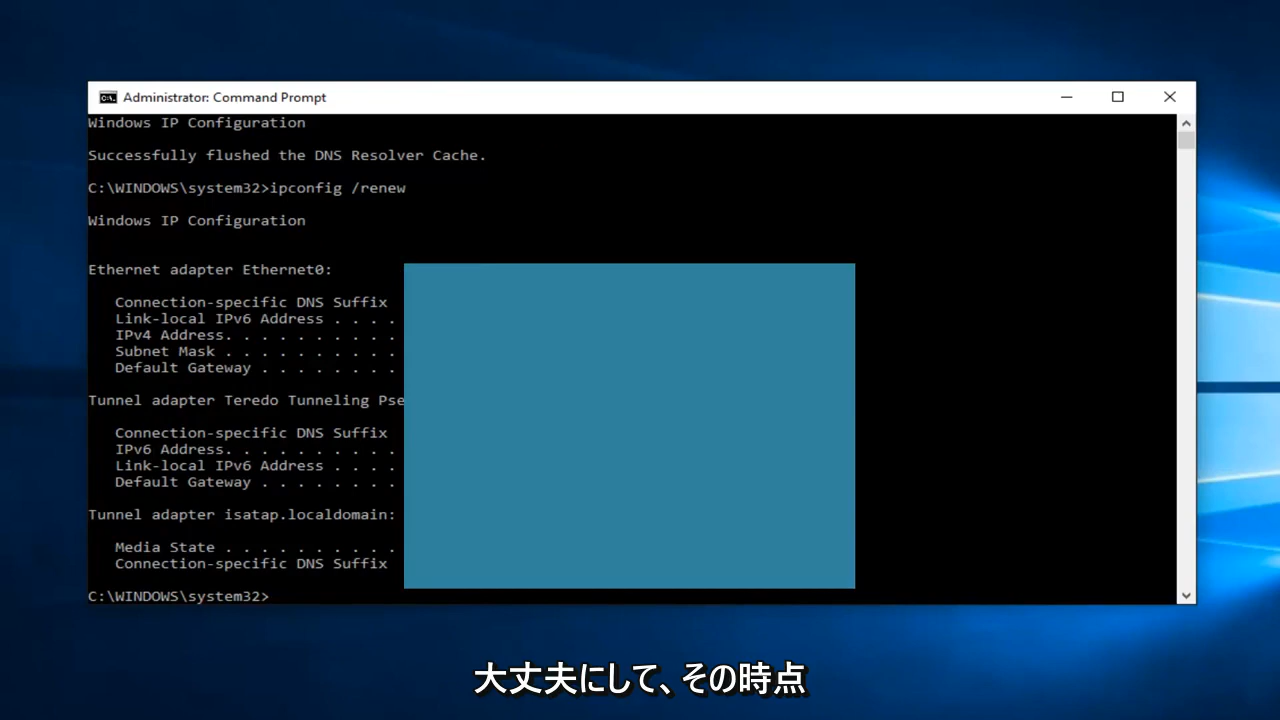 Administrator: Command Prompt
Windows IP Configuration
Successfully flushed the DNS Resolver Cache.
C:\WINDOWS\system32>ipconfig /renew
Windows IP Configuration
Ethernet adapter Ethernet0:
Connection-specific DNS Suffix
Link-local IPv6 Address . . . .
IPv4 Address. . . . . . . . . .
Subnet Mask . . . . . . . . . .
Default Gateway . . . . . . . .
Tunnel adapter Teredo Tunneling Pse
Connection-specific DNS Suffix
IPv6 Address. . . . . . . . . .
Link-local IPv6 Address . . . .
Default Gateway . . . . . . . .
Tunnel adapter isatap.localdomain:
Media State . . . . . . . . . .
Connection-specific DNS Suffix
C:\WINDOWS\system32>
大丈夫にして、その時点